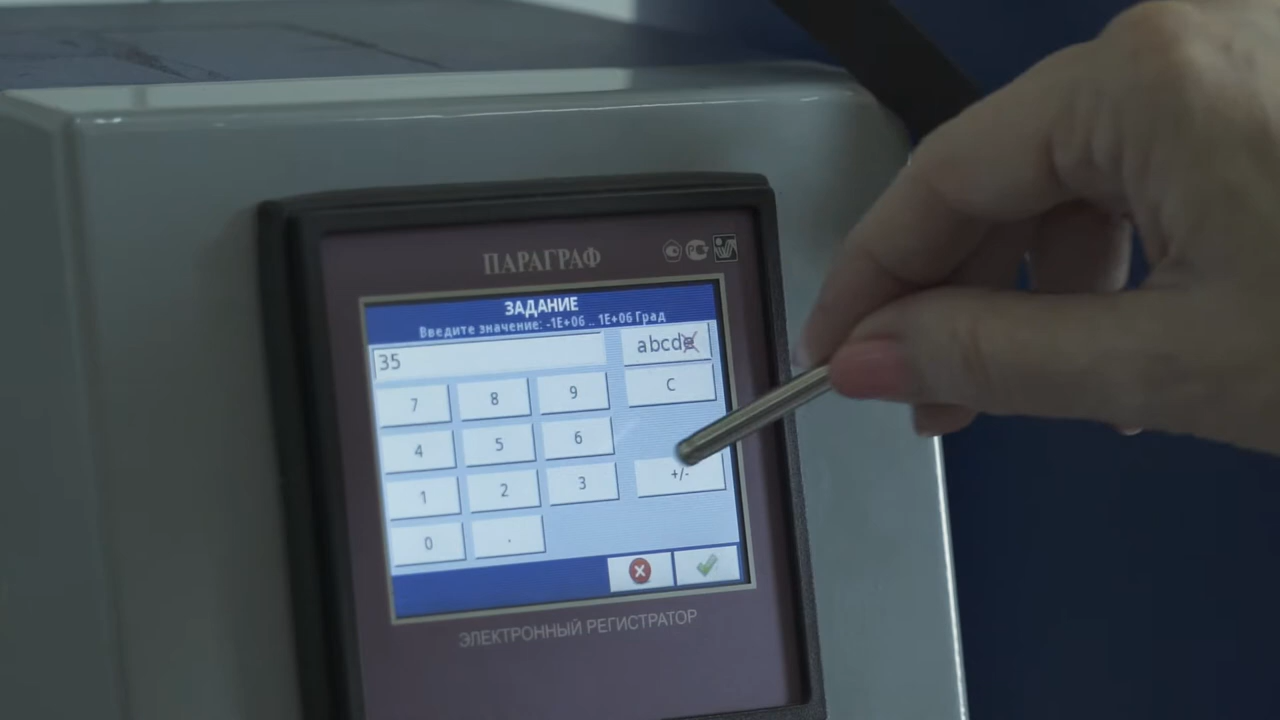 ПАРАГРАФ
ЗАДАНИЕ
Введите значение: -1E+06 .. 1E+06 Град
35
abcde
7 8 9 C
4 5 6
1 2 3 +/-
0 .
ЭЛЕКТРОННЫЙ РЕГИСТРАТОР